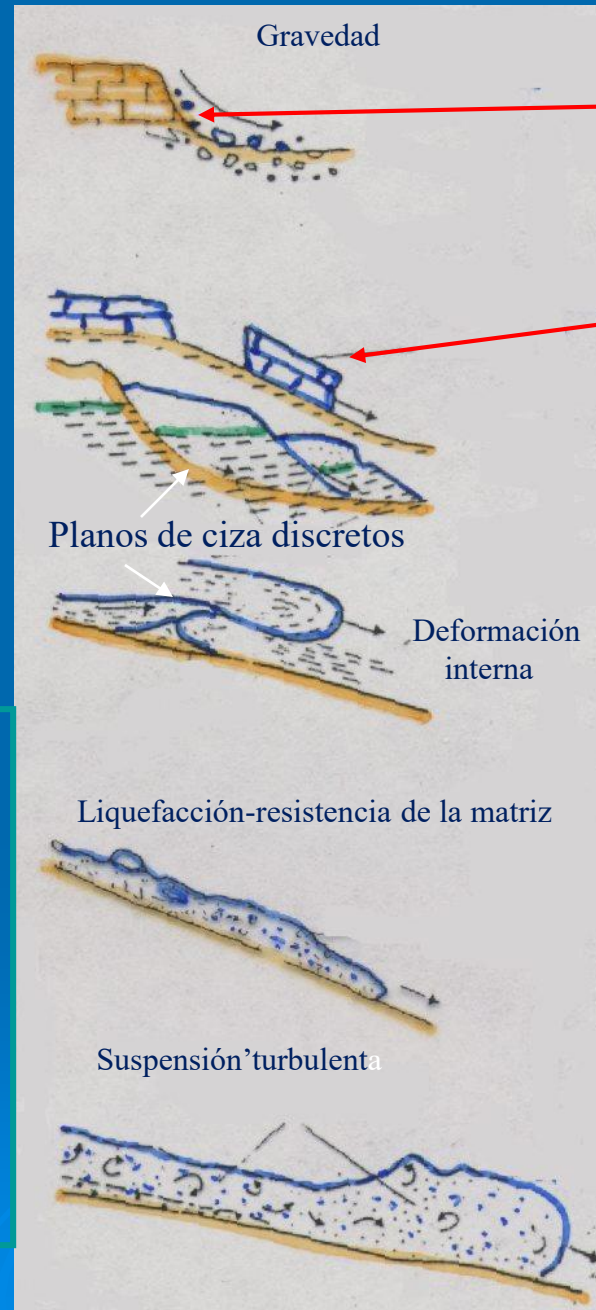 Gravedad
Planos de ciza discretos
Deformación
interna
Liquefacción-resistencia de la matriz
Suspensión’turbulenta